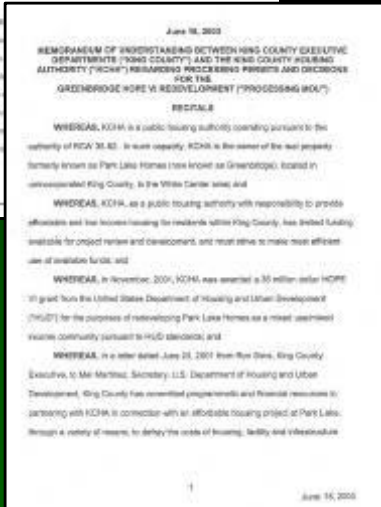 June 16, 2003
MEMORANDUM OF UNDERSTANDING BETWEEN KING COUNTY EXECUTIVE
DEPARTMENTS ("KING COUNTY") AND THE KING COUNTY HOUSING
AUTHORITY ("KCHA") REGARDING PROCESSING PERMITS AND DECISIONS
FOR THE
GREENBRIDGE HOPE VI REDEVELOPMENT ("PROCESSING MOU")
RECITALS
WHEREAS, KCHA is a public housing authority operating pursuant to the
authority of RCW 35.82. In such capacity, KCHA is the owner of the real property
formerly known as Park Lake Homes (now known as Greenbridge), located in
unincorporated King County, in the White Center area; and
WHEREAS, KCHA, as a public housing authority with responsibility to provide
affordable and low income housing for residents within King County, has limited funding
available for project review and development, and must strive to make most efficient
use of available funds; and
WHEREAS, in November, 2001, KCHA was awarded a 35 million dollar HOPE
VI grant from the United States Department of Housing and Urban Development
("HUD") for the purposes of redeveloping Park Lake Homes as a mixed use/mixed
income community pursuant to HUD standards; and
WHEREAS, in a letter dated June 20, 2001 from Ron Sims, King County
Executive, to Mel Martinez, Secretary, U.S. Department of Housing and Urban
Development, King County has committed programmatic and financial resources to
partnering with KCHA in connection with an affordable housing project at Park Lake,
through a variety of means, to defray the costs of housing, facility and infrastructure
1
June 16, 2003